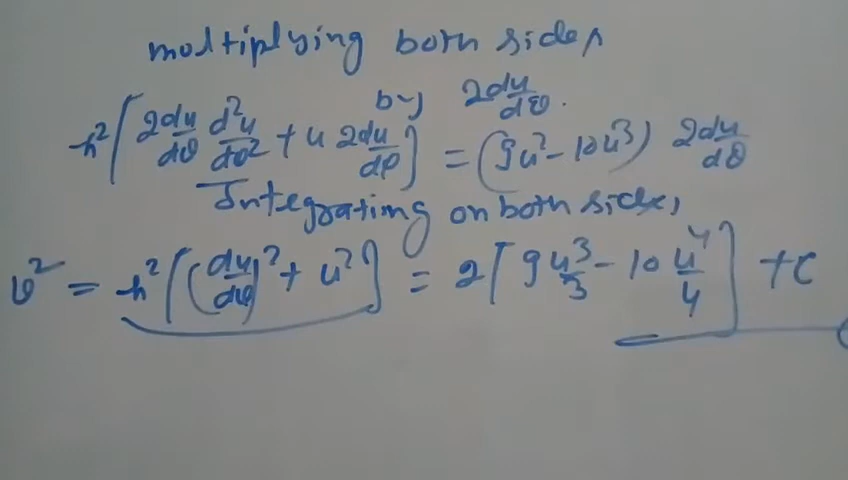 multiplying both sides
by 2du/dθ.
h²[2du/dθ d²u/dθ² + u 2du/dθ] = (9u² - 10u³) 2du/dθ
Integrating on both sides,
v² = h²[(du/dθ)² + u²] = 2[9u³/3 - 10u⁴/4] + c